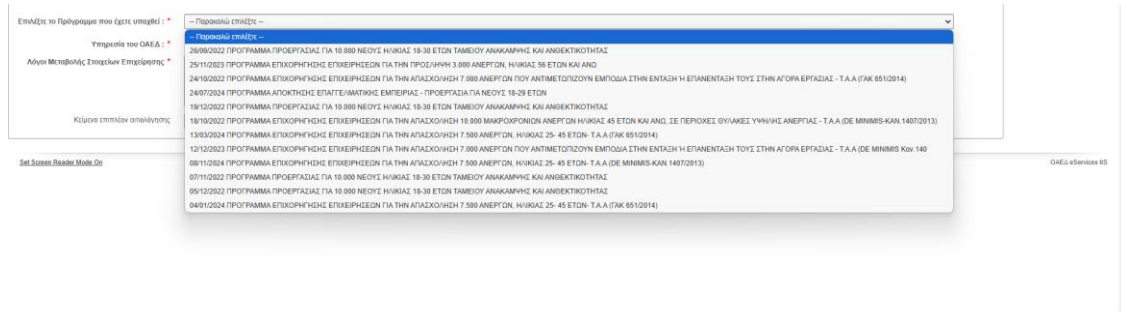 Επιλέξτε το Πρόγραμμα που έχετε υπαχθεί : * -- Παρακαλώ επιλέξτε --
-- Παρακαλώ επιλέξτε --
Υπηρεσία του ΟΑΕΔ : *
26/09/2022 ΠΡΟΓΡΑΜΜΑ ΠΡΟΕΡΓΑΣΙΑΣ ΓΙΑ 10.000 ΝΕΟΥΣ ΗΛΙΚΙΑΣ 18-30 ΕΤΩΝ ΤΑΜΕΙΟΥ ΑΝΑΚΑΜΨΗΣ ΚΑΙ ΑΝΘΕΚΤΙΚΟΤΗΤΑΣ
Λόγοι Μεταβολής Στοιχείων Επιχείρησης *
25/11/2023 ΠΡΟΓΡΑΜΜΑ ΕΠΙΧΟΡΗΓΗΣΗΣ ΕΠΙΧΕΙΡΗΣΕΩΝ ΓΙΑ ΤΗΝ ΠΡΟΣΛΗΨΗ 3.000 ΑΝΕΡΓΩΝ, ΗΛΙΚΙΑΣ 56 ΕΤΩΝ ΚΑΙ ΑΝΩ
24/10/2022 ΠΡΟΓΡΑΜΜΑ ΕΠΙΧΟΡΗΓΗΣΗΣ ΕΠΙΧΕΙΡΗΣΕΩΝ ΓΙΑ ΤΗΝ ΑΠΑΣΧΟΛΗΣΗ 7.000 ΑΝΕΡΓΩΝ ΠΟΥ ΑΝΤΙΜΕΤΩΠΙΖΟΥΝ ΕΜΠΟΔΙΑ ΣΤΗΝ ΕΝΤΑΞΗ Ή ΕΠΑΝΕΝΤΑΞΗ ΤΟΥΣ ΣΤΗΝ ΑΓΟΡΑ ΕΡΓΑΣΙΑΣ - Τ.Α.Α (ΓΑΚ 651/2014)
24/07/2024 ΠΡΟΓΡΑΜΜΑ ΑΠΟΚΤΗΣΗΣ ΕΠΑΓΓΕΛΜΑΤΙΚΗΣ ΕΜΠΕΙΡΙΑΣ - ΠΡΟΕΡΓΑΣΙΑ ΓΙΑ ΝΕΟΥΣ 18-29 ΕΤΩΝ
19/12/2022 ΠΡΟΓΡΑΜΜΑ ΠΡΟΕΡΓΑΣΙΑΣ ΓΙΑ 10.000 ΝΕΟΥΣ ΗΛΙΚΙΑΣ 18-30 ΕΤΩΝ ΤΑΜΕΙΟΥ ΑΝΑΚΑΜΨΗΣ ΚΑΙ ΑΝΘΕΚΤΙΚΟΤΗΤΑΣ
Κείμενο επιπλέον απαλόγησης
18/10/2022 ΠΡΟΓΡΑΜΜΑ ΕΠΙΧΟΡΗΓΗΣΗΣ ΕΠΙΧΕΙΡΗΣΕΩΝ ΓΙΑ ΤΗΝ ΑΠΑΣΧΟΛΗΣΗ 10.000 ΜΑΚΡΟΧΡΟΝΙΩΝ ΑΝΕΡΓΩΝ ΗΛΙΚΙΑΣ 45 ΕΤΩΝ ΚΑΙ ΑΝΩ, ΣΕ ΠΕΡΙΟΧΕΣ ΘΥΛΑΚΕΣ ΥΨΗΛΗΣ ΑΝΕΡΓΙΑΣ - Τ.Α.Α (DE MINIMIS-ΚΑΝ.1407/2013)
13/03/2024 ΠΡΟΓΡΑΜΜΑ ΕΠΙΧΟΡΗΓΗΣΗΣ ΕΠΙΧΕΙΡΗΣΕΩΝ ΓΙΑ ΤΗΝ ΑΠΑΣΧΟΛΗΣΗ 7.500 ΑΝΕΡΓΩΝ, ΗΛΙΚΙΑΣ 25- 45 ΕΤΩΝ- Τ.Α.Α (ΓΑΚ 651/2014)
12/12/2023 ΠΡΟΓΡΑΜΜΑ ΕΠΙΧΟΡΗΓΗΣΗΣ ΕΠΙΧΕΙΡΗΣΕΩΝ ΓΙΑ ΤΗΝ ΑΠΑΣΧΟΛΗΣΗ 7.000 ΑΝΕΡΓΩΝ ΠΟΥ ΑΝΤΙΜΕΤΩΠΙΖΟΥΝ ΕΜΠΟΔΙΑ ΣΤΗΝ ΕΝΤΑΞΗ Ή ΕΠΑΝΕΝΤΑΞΗ ΤΟΥΣ ΣΤΗΝ ΑΓΟΡΑ ΕΡΓΑΣΙΑΣ - Τ.Α.Α (DE MINIMIS Καν.140
Set Screen Reader Mode On
08/11/2024 ΠΡΟΓΡΑΜΜΑ ΕΠΙΧΟΡΗΓΗΣΗΣ ΕΠΙΧΕΙΡΗΣΕΩΝ ΓΙΑ ΤΗΝ ΑΠΑΣΧΟΛΗΣΗ 7.500 ΑΝΕΡΓΩΝ, ΗΛΙΚΙΑΣ 25- 45 ΕΤΩΝ- Τ.Α.Α (DE MINIMIS-ΚΑΝ.1407/2013)
ΟΑΕΔ eServices IIS
07/11/2022 ΠΡΟΓΡΑΜΜΑ ΠΡΟΕΡΓΑΣΙΑΣ ΓΙΑ 10.000 ΝΕΟΥΣ ΗΛΙΚΙΑΣ 18-30 ΕΤΩΝ ΤΑΜΕΙΟΥ ΑΝΑΚΑΜΨΗΣ ΚΑΙ ΑΝΘΕΚΤΙΚΟΤΗΤΑΣ
05/12/2022 ΠΡΟΓΡΑΜΜΑ ΠΡΟΕΡΓΑΣΙΑΣ ΓΙΑ 10.000 ΝΕΟΥΣ ΗΛΙΚΙΑΣ 18-30 ΕΤΩΝ ΤΑΜΕΙΟΥ ΑΝΑΚΑΜΨΗΣ ΚΑΙ ΑΝΘΕΚΤΙΚΟΤΗΤΑΣ
04/01/2024 ΠΡΟΓΡΑΜΜΑ ΕΠΙΧΟΡΗΓΗΣΗΣ ΕΠΙΧΕΙΡΗΣΕΩΝ ΓΙΑ ΤΗΝ ΑΠΑΣΧΟΛΗΣΗ 7.500 ΑΝΕΡΓΩΝ, ΗΛΙΚΙΑΣ 25- 45 ΕΤΩΝ- Τ.Α.Α (ΓΑΚ 651/2014)